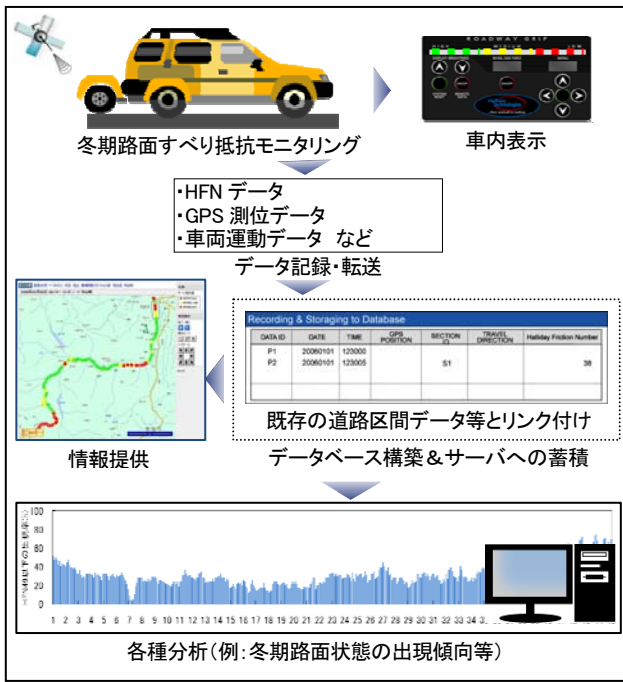 ROADWAY GRIP
HIGH MEDIUM LOW
冬期路面すべり抵抗モニタリング
車内表示
・HFN データ
・GPS 測位データ
・車両運動データ など
データ記録・転送
Recording & Storaging to Database
DATA ID DATE TIME GPS POSITION SECTION ID TRAVEL DIRECTION Halliday Friction Number
P1 20060101 123000
P2 20060101 123005 S1 38
既存の道路区間データ等とリンク付け
情報提供
データベース構築＆サーバへの蓄積
100
80
60
40
20
0
1 2 3 4 5 6 7 8 9 10 11 12 13 14 15 16 17 18 19 20 21 22 23 24 25 26 27 28 29 30 31 32 33 34
各種分析(例:冬期路面状態の出現傾向等)